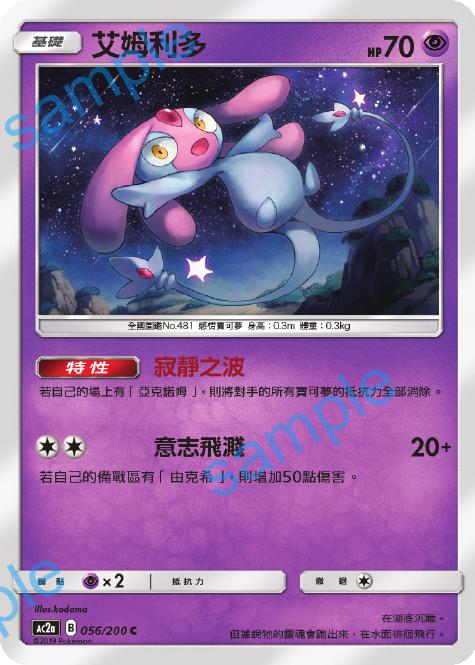 基礎 艾姆利多 HP70
sample
全國圖鑑No.481 感情寶可夢 身高：0.3m 體重：0.3kg
特性 寂靜之波
若自己的場上有「亞克諾姆」，則將對手的所有寶可夢的抵抗力全部消除。
sample
意志飛濺 20+
若自己的備戰區有「由克希」，則增加50點傷害。
弱點 ×2 抵抗力 撤退
ple
Illus.kodama
AC2a B 056/200 C
©2019 Pokémon
在湖底沉睡。
但據說牠的靈魂會跑出來，在水面徘徊飛行。